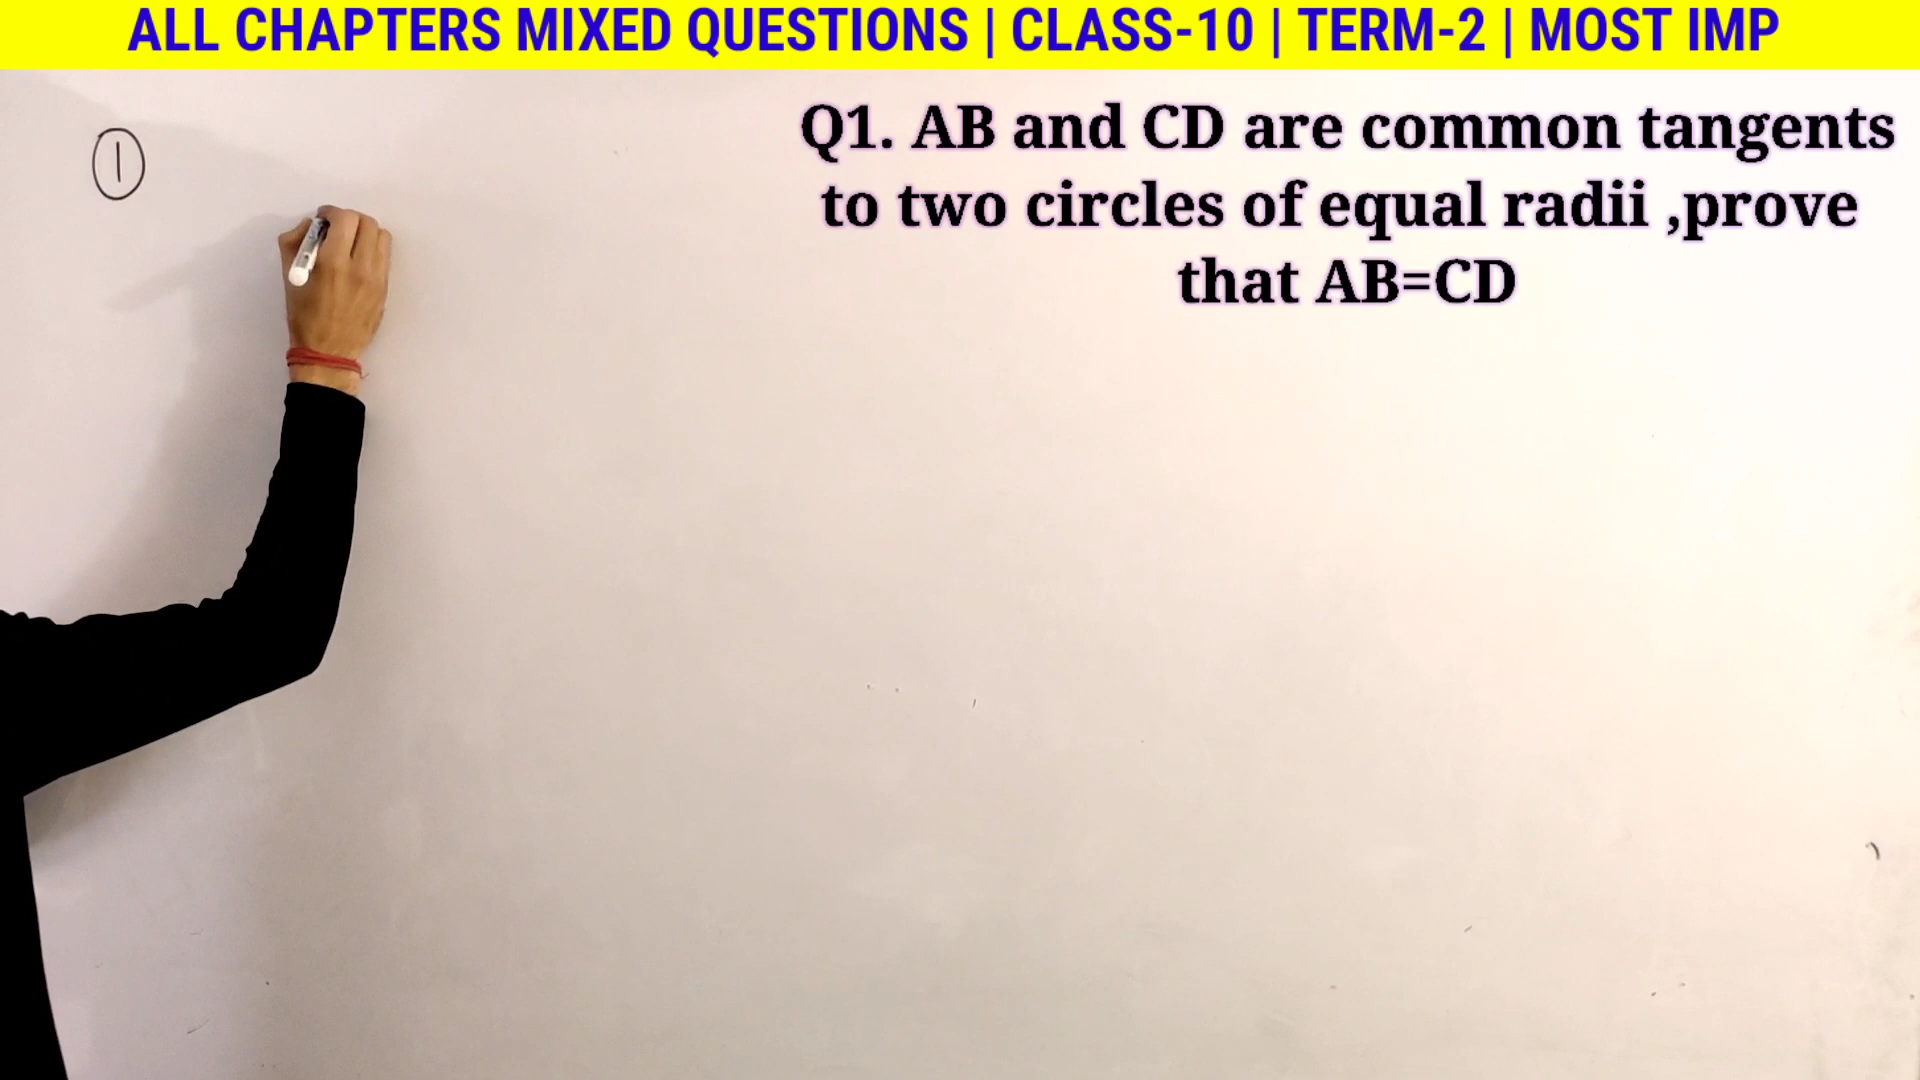 ALL CHAPTERS MIXED QUESTIONS | CLASS-10 | TERM-2 | MOST IMP
1
Q1. AB and CD are common tangents
to two circles of equal radii ,prove
that AB=CD